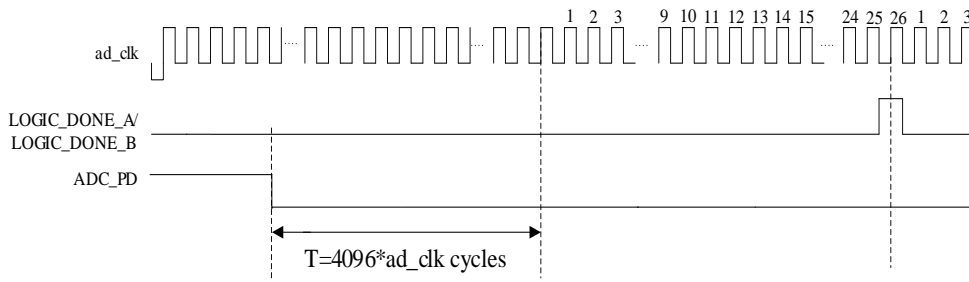 1 2 3 9 10 11 12 13 14 15 24 25 26 1 2 3
ad_clk
LOGIC_DONE_A/
LOGIC_DONE_B
ADC_PD
T=4096*ad_clk cycles